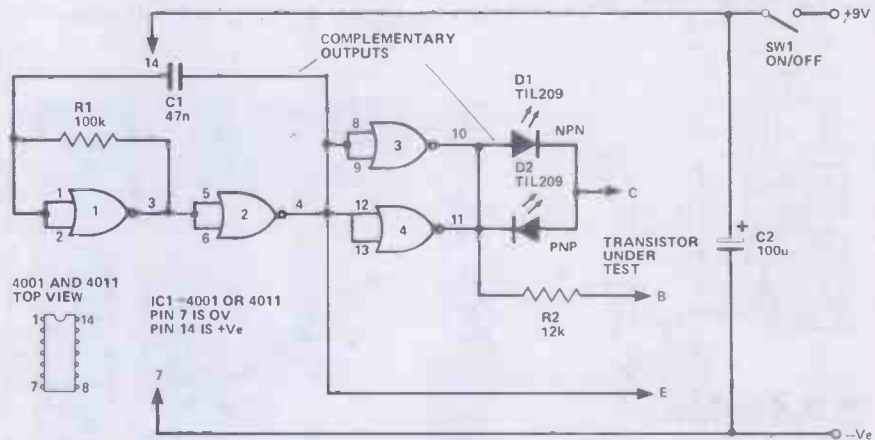 +9V
SW1
ON/OFF
14
COMPLEMENTARY
OUTPUTS
C1
47n
R1
100k
D1
TIL209
NPN
D2
TIL209
PNP
8
9
3
10
1
2
1
3
5
6
2
4
12
13
4
11
C
TRANSISTOR
UNDER
TEST
+
C2
100u
B
R2
12k
4001 AND 4011
TOP VIEW
1
14
7
8
IC1=4001 OR 4011
PIN 7 IS 0V
PIN 14 IS +Ve
7
E
-Ve